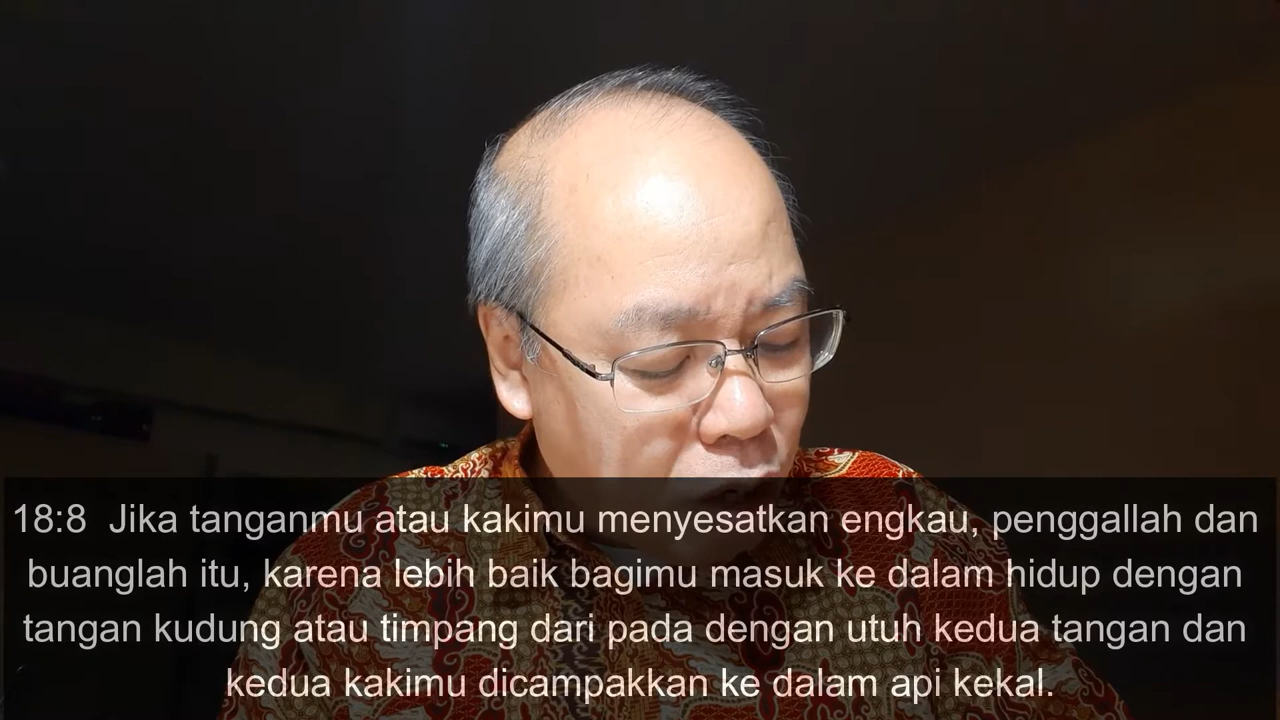 18:8  Jika tanganmu atau kakimu menyesatkan engkau, penggallah dan
buanglah itu, karena lebih baik bagimu masuk ke dalam hidup dengan
tangan kudung atau timpang dari pada dengan utuh kedua tangan dan
kedua kakimu dicampakkan ke dalam api kekal.